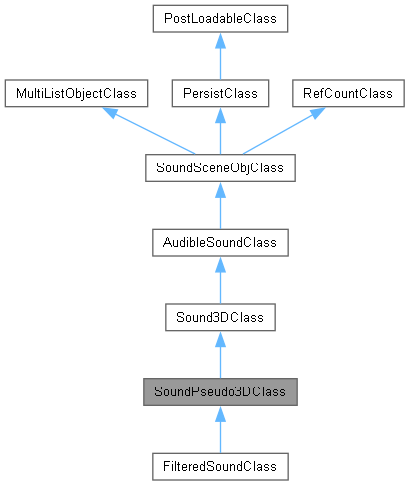 PostLoadableClass
MultiListObjectClass
PersistClass
RefCountClass
SoundSceneObjClass
AudibleSoundClass
Sound3DClass
SoundPseudo3DClass
FilteredSoundClass